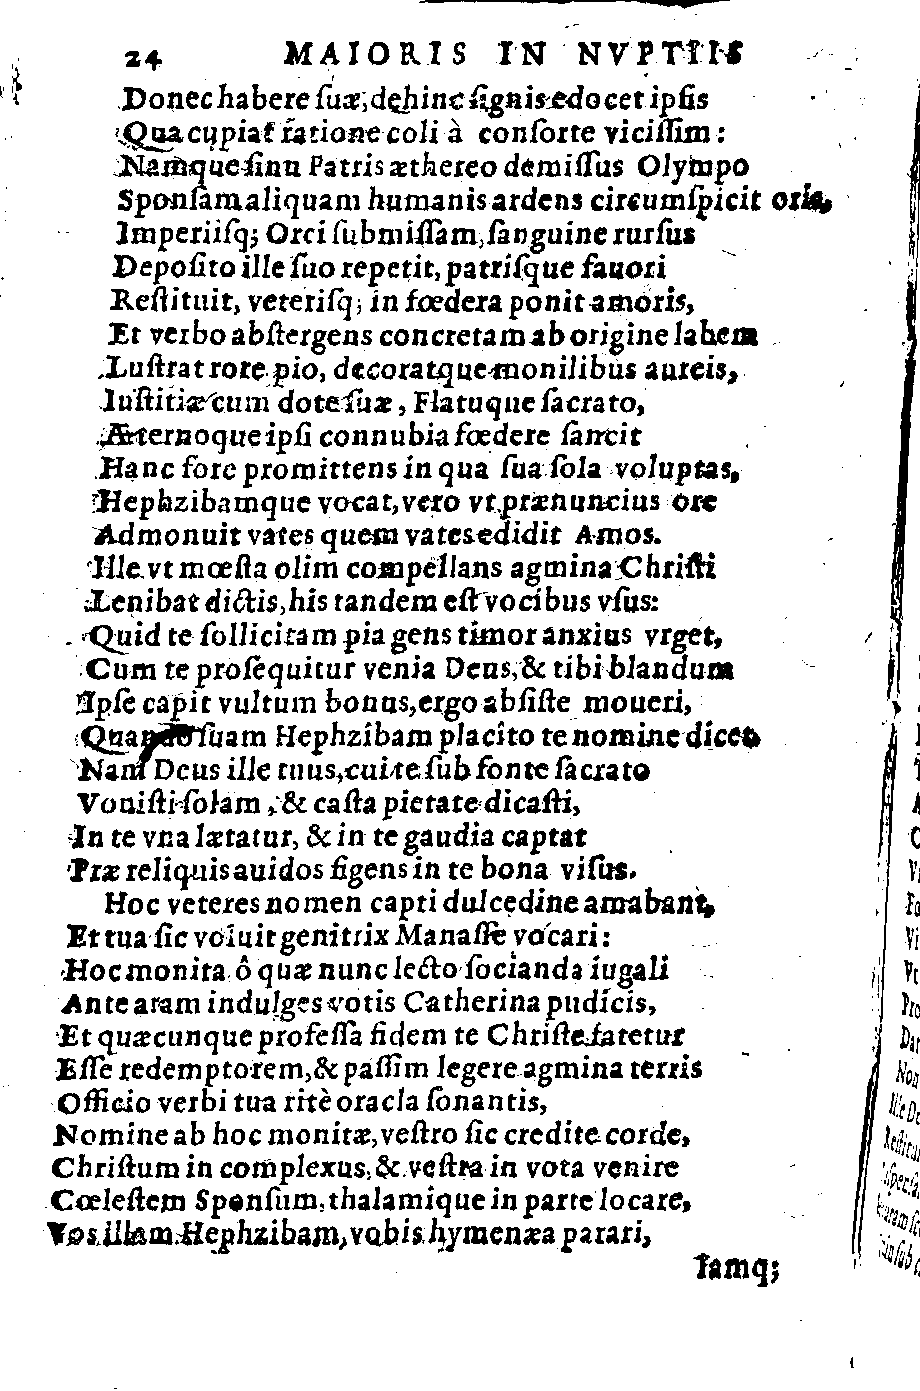 24 MAIORIS IN NVPTIIS
Donec habere ſuæ, dehinc ſignis edocet ipſis
Qua cupiat ratione coli à conſorte viciſſim:
Namque ſinu Patris æthereo demiſſus Olympo
Sponſam aliquam humanis ardens circumſpicit oris,
Imperiiſq; Orci ſubmiſſam, ſanguine rurſus
Depoſito ille ſuo repetit, patriſque fauori
Reſtituit, veteriſq; in fœdera ponit amoris,
Et verbo abſtergens concretam ab origine labem
Luſtrat rore pio, decoratque monilibus aureis,
Iuſtitiæ cum dote ſuæ, Flatuque ſacrato,
Æternoque ipſi connubia fœdere ſancit
Hanc fore promittens in qua ſua ſola voluptas,
Hephzibamque vocat, vero vt prænuncius ore
Admonuit vates quem vates edidit Amos.
Ille vt mœſta olim compellans agmina Chriſti
Lenibat dictis, his tandem eſt vocibus vſus:
Quid te ſollicitam pia gens timor anxius vrget,
Cum te proſequitur venia Deus, & tibi blandum
Ipſe capit vultum bonus, ergo abſiſte moueri,
Quando ſuam Hephzibam placito te nomine dicet,
Nam Deus ille tuus, cui te ſub fonte ſacrato
Vouiſti ſolam, & caſta pietate dicaſti,
In te vna lætatur, & in te gaudia captat
Præ reliquis auidos figens in te bona viſus.
Hoc veteres nomen capti dulcedine amabant,
Et tua ſic voluit genitrix Manaſſe vocari:
Hoc monita ô quæ nunc lecto ſocianda iugali
Ante aram indulges votis Catherina pudicis,
Et quæcunque profeſſa fidem te Chriſte fatetur
Eſſe redemptorem, & paſſim legere agmina terris
Officio verbi tua ritè oracla ſonantis,
Nomine ab hoc monitæ, veſtro ſic credite corde,
Chriſtum in complexus, & veſtra in vota venire
Cœleſtem Sponſum, thalamique in parte locare,
Vos illam Hephzibam, vobis hymenæa parari,
Iamq;